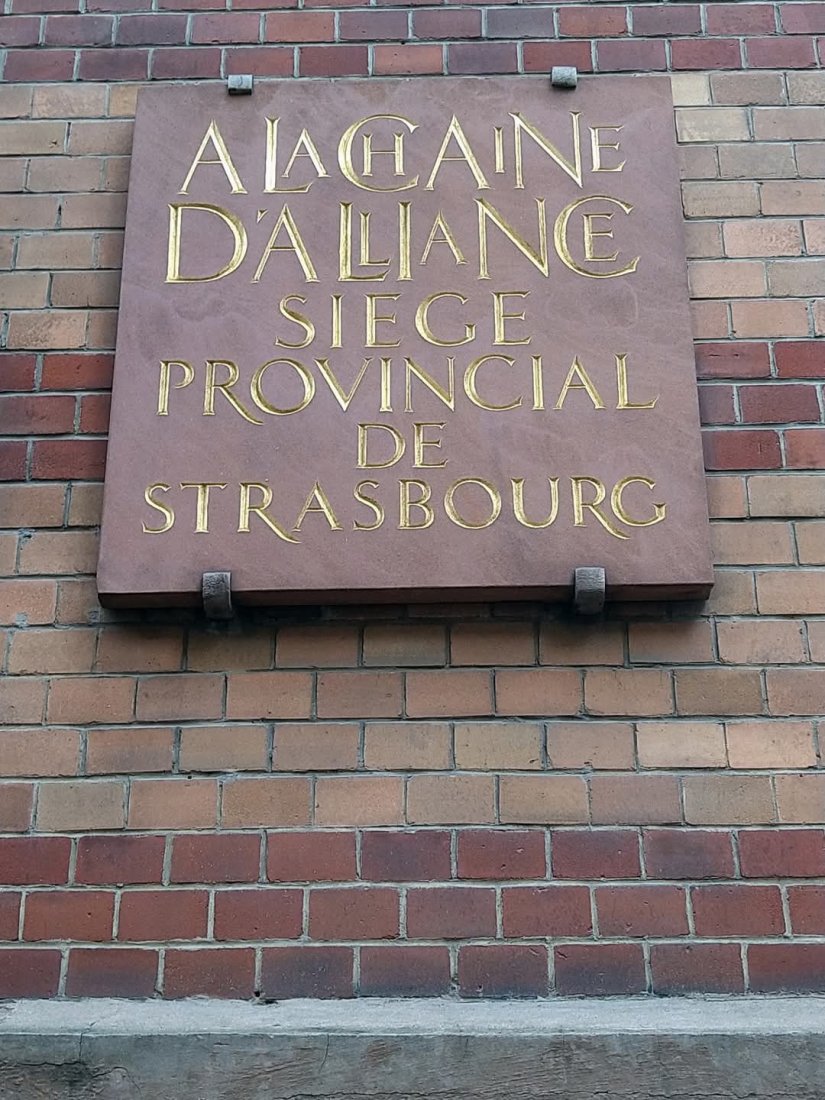 A LA CHAINE
D'ALLIANCE
SIEGE
PROVINCIAL
DE
STRASBOURG